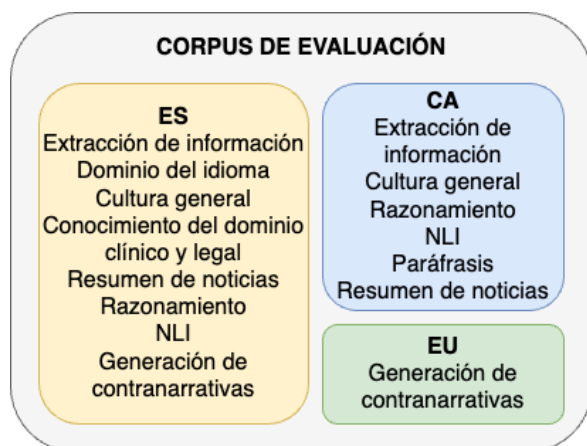 CORPUS DE EVALUACIÓN
ES
Extracción de información
Dominio del idioma
Cultura general
Conocimiento del dominio
clínico y legal
Resumen de noticias
Razonamiento
NLI
Generación de
contranarrativas
CA
Extracción de
información
Cultura general
Razonamiento
NLI
Paráfrasis
Resumen de noticias
EU
Generación de
contranarrativas